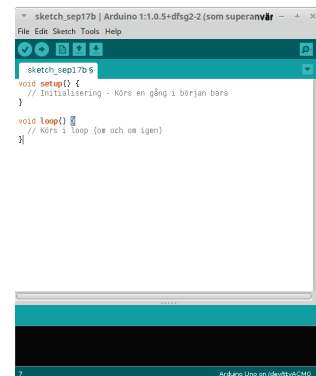 sketch_sep17b | Arduino 1:1.0.5+dfsg2-2 (som superanvär
File Edit Sketch Tools Help
sketch_sep17b §
void setup() {
// Initialisering - Körs en gång i början bara
}
void loop() {
// Körs i loop (om och om igen)
}
7
Arduino Uno on /dev/ttyACM0